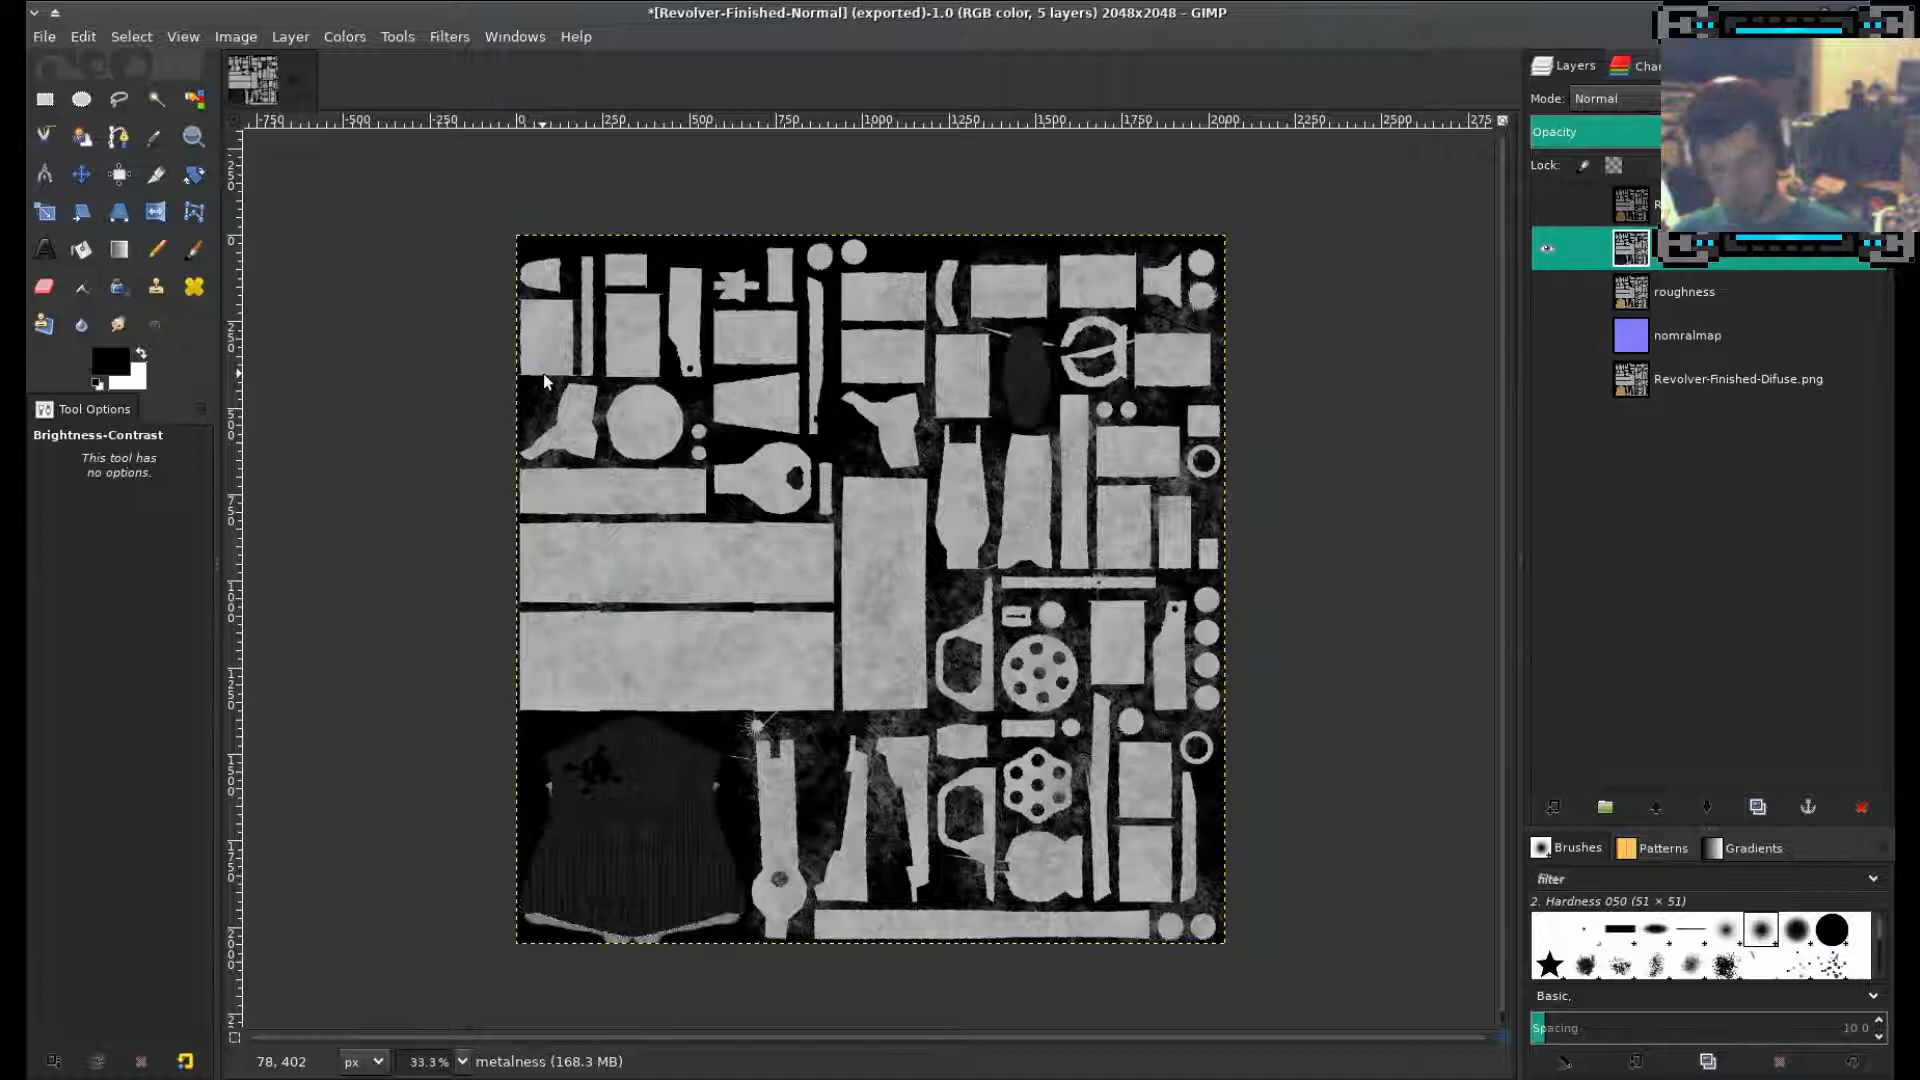 *[Revolver-Finished-Normal] (exported)-1.0 (RGB color, 5 layers) 2048x2048 – GIMP
File Edit Select View Image Layer Colors Tools Filters Windows Help
Layers Cha
Mode: Normal
Opacity
Lock:
R
roughness
nomralmap
Revolver-Finished-Difuse.png
-750 -500 -250 0 250 500 750 1000 1250 1500 1750 2000 2250 2500 275
Tool Options
Brightness-Contrast
This tool has
no options.
Brushes Patterns Gradients
filter
2. Hardness 050 (51 × 51)
Basic,
Spacing 10.0
78, 402 px 33.3 % metalness (168.3 MB)